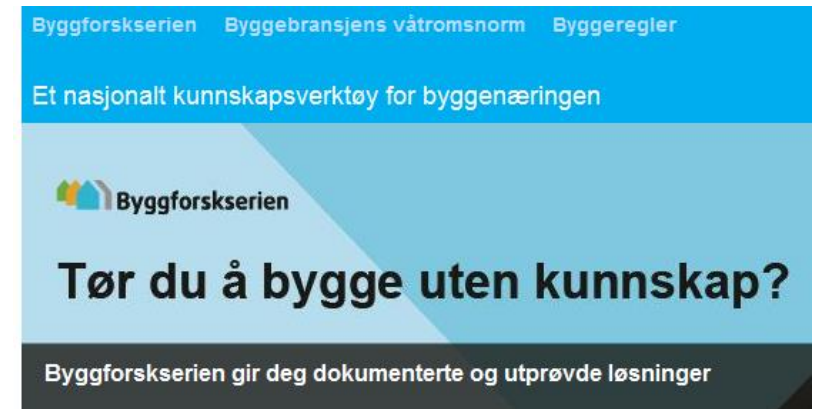 Byggforskserien Byggebransjens våtromsnorm Byggeregler
Et nasjonalt kunnskapsverktøy for byggenæringen
Byggforskserien
Tør du å bygge uten kunnskap?
Byggforskserien gir deg dokumenterte og utprøvde løsninger